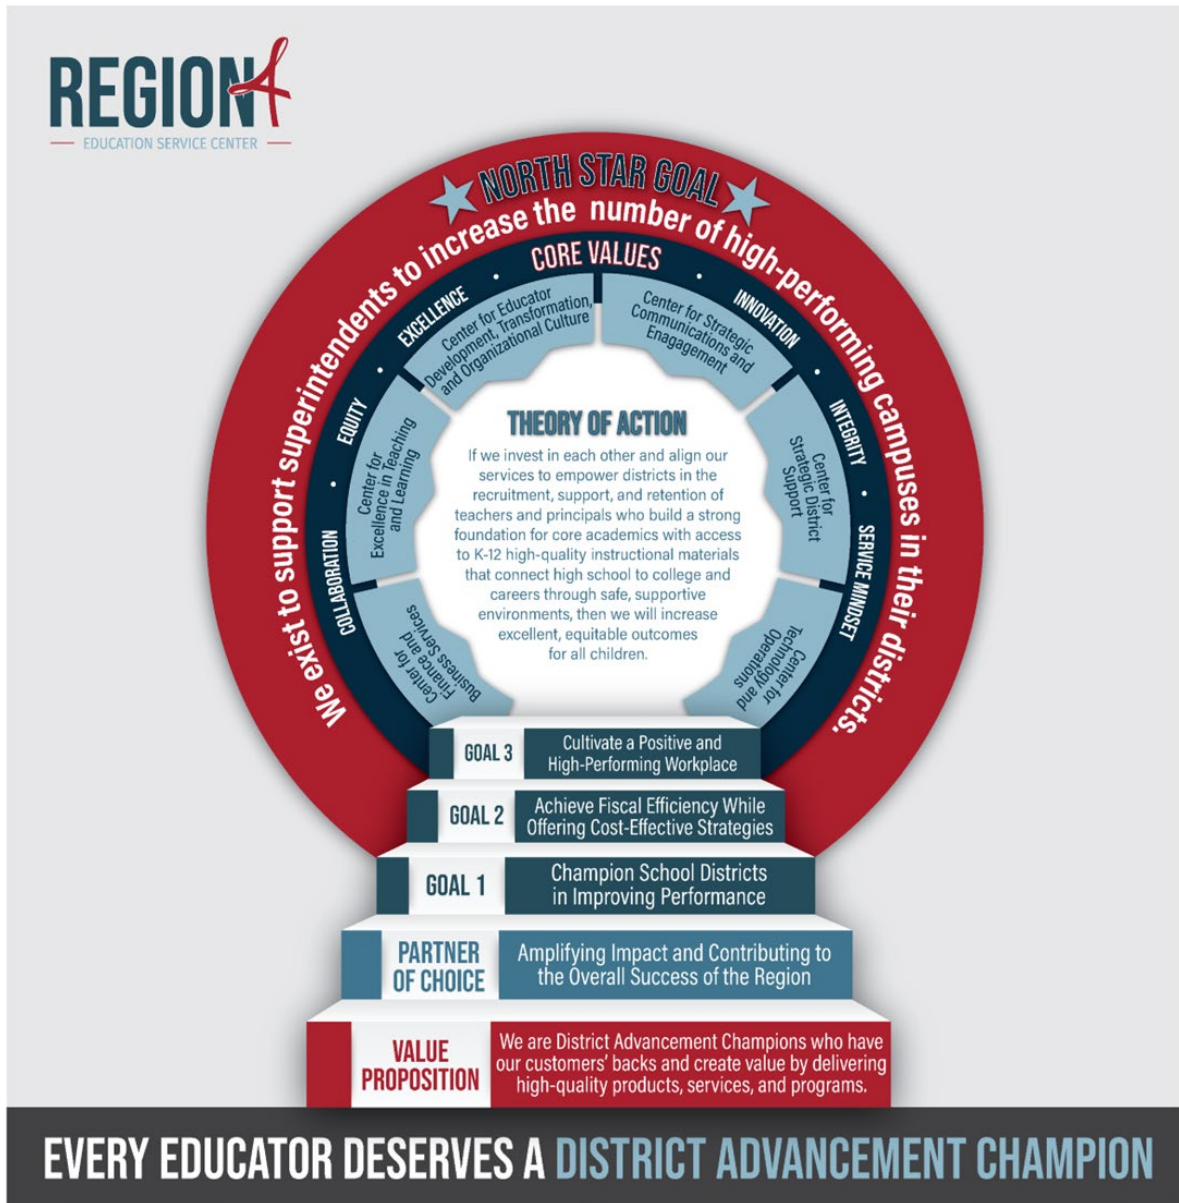 REGION 4
EDUCATION SERVICE CENTER
NORTH STAR GOAL
We exist to support superintendents to increase the number of high-performing campuses in their districts.
CORE VALUES
COLLABORATION • EQUITY • EXCELLENCE • • INNOVATION • INTEGRITY • SERVICE MINDSET
Center for
Finance and
Business Services
Center for
Excellence in Teaching
and Learning
Center for Educator
Development, Transformation,
and Organizational Culture
Center for Strategic
Communications and
Enagagement
Center for
Strategic District
Support
Center for
Technology and
Operations
THEORY OF ACTION
If we invest in each other and align our
services to empower districts in the
recruitment, support, and retention of
teachers and principals who build a strong
foundation for core academics with access
to K-12 high-quality instructional materials
that connect high school to college and
careers through safe, supportive
environments, then we will increase
excellent, equitable outcomes
for all children.
GOAL 3
Cultivate a Positive and
High-Performing Workplace
GOAL 2
Achieve Fiscal Efficiency While
Offering Cost-Effective Strategies
GOAL 1
Champion School Districts
in Improving Performance
PARTNER
OF CHOICE
Amplifying Impact and Contributing to
the Overall Success of the Region
VALUE
PROPOSITION
We are District Advancement Champions who have
our customers' backs and create value by delivering
high-quality products, services, and programs.
EVERY EDUCATOR DESERVES A DISTRICT ADVANCEMENT CHAMPION